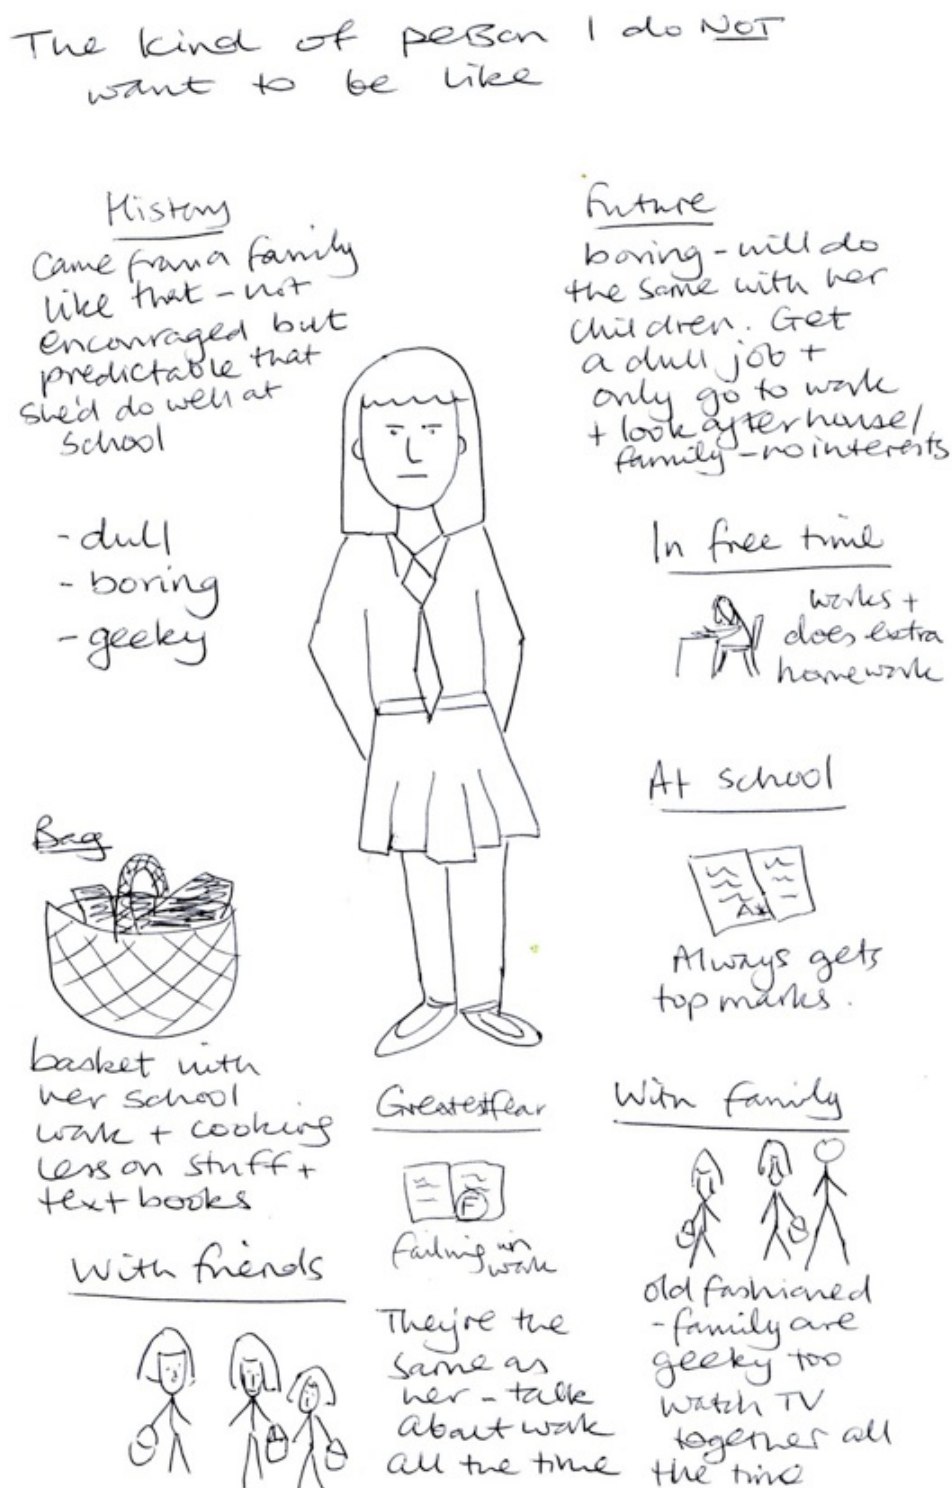 The kind of person I do NOT
want to be like
History
Came from a family
like that - not
encouraged but
predictable that
she'd do well at
school
- dull
- boring
- geeky
Future
boring - will do
the same with her
children. Get
a dull job +
only go to work
+ look after house/
family - no interests
In free time
works +
does extra
homework
At school
A*
Always gets
top marks.
Bag
basket with
her school
work + cooking
lesson stuff +
text books
Greatest fear
F
failing in
work
With family
old fashioned
- family are
geeky too
watch TV
together all
the time
With friends
They're the
same as
her - talk
about work
all the time